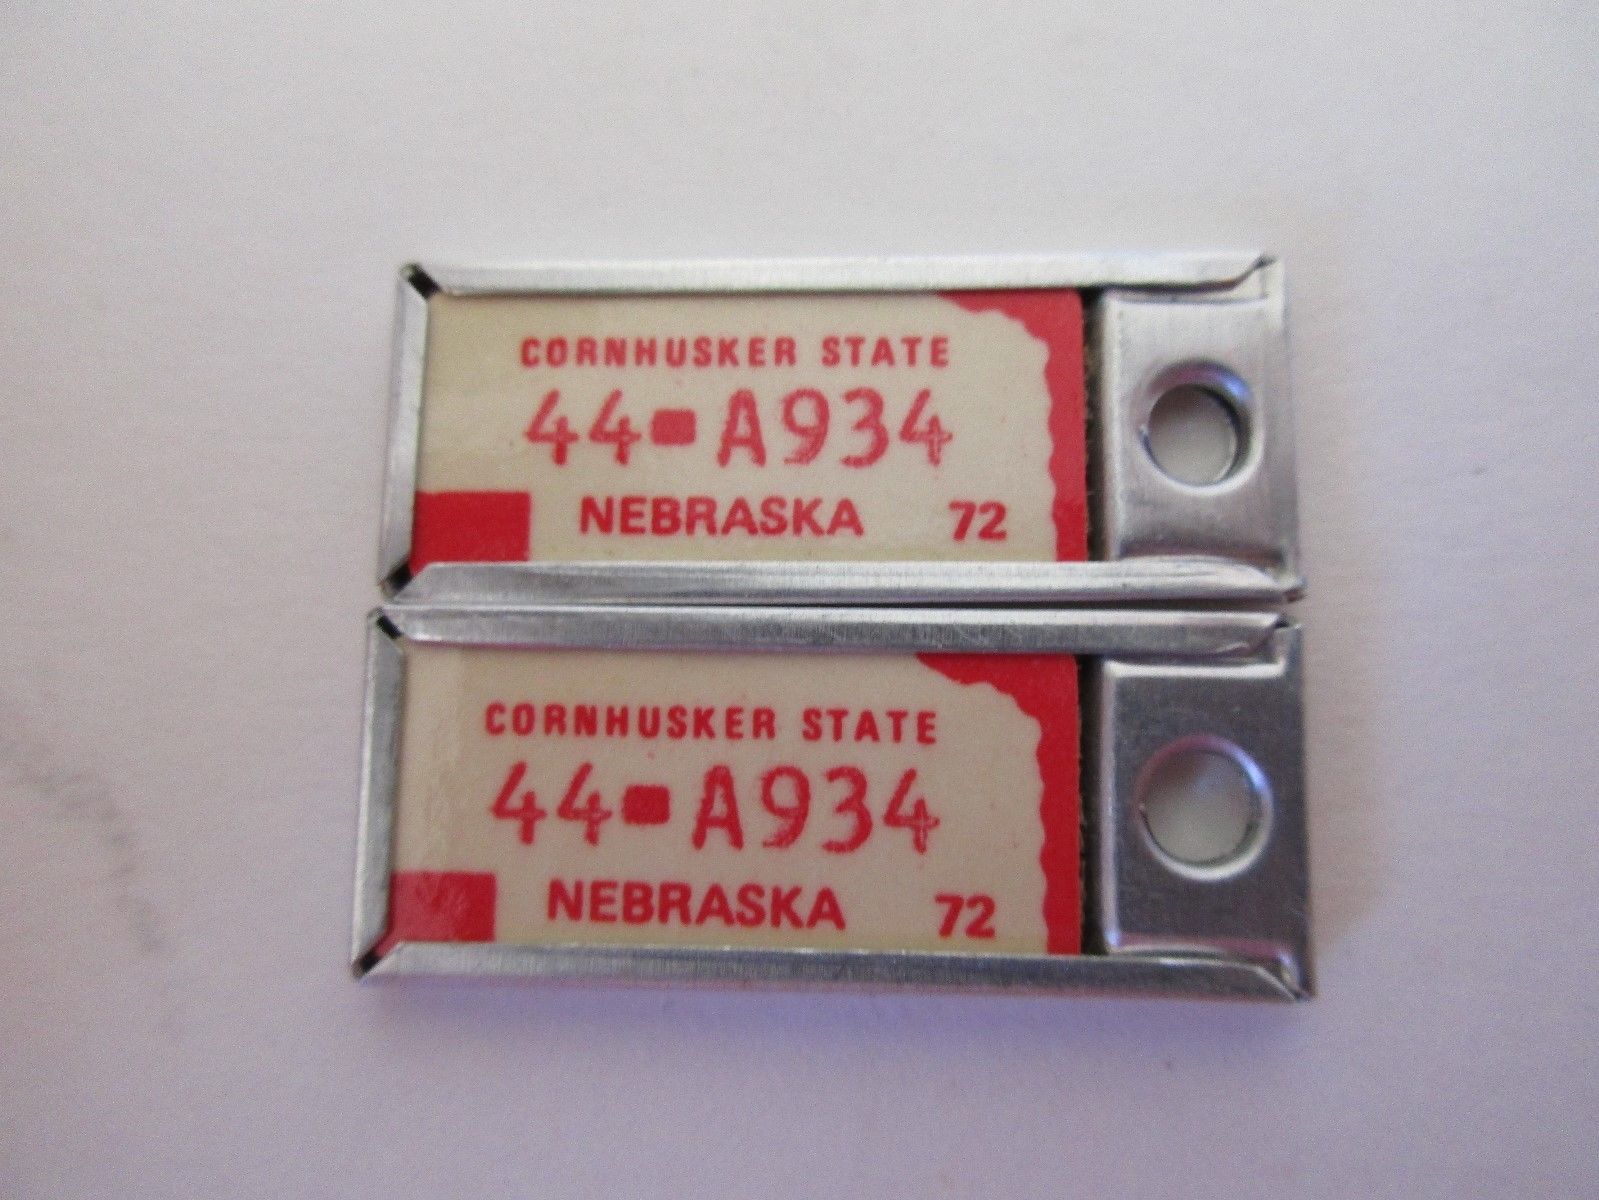 CORNHUSKER STATE
44-A934
NEBRASKA 72
CORNHUSKER STATE
44-A934
NEBRASKA 72